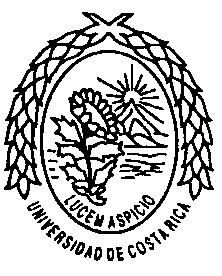 LUCEM ASPICIO
UNIVERSIDAD DE COSTA RICA